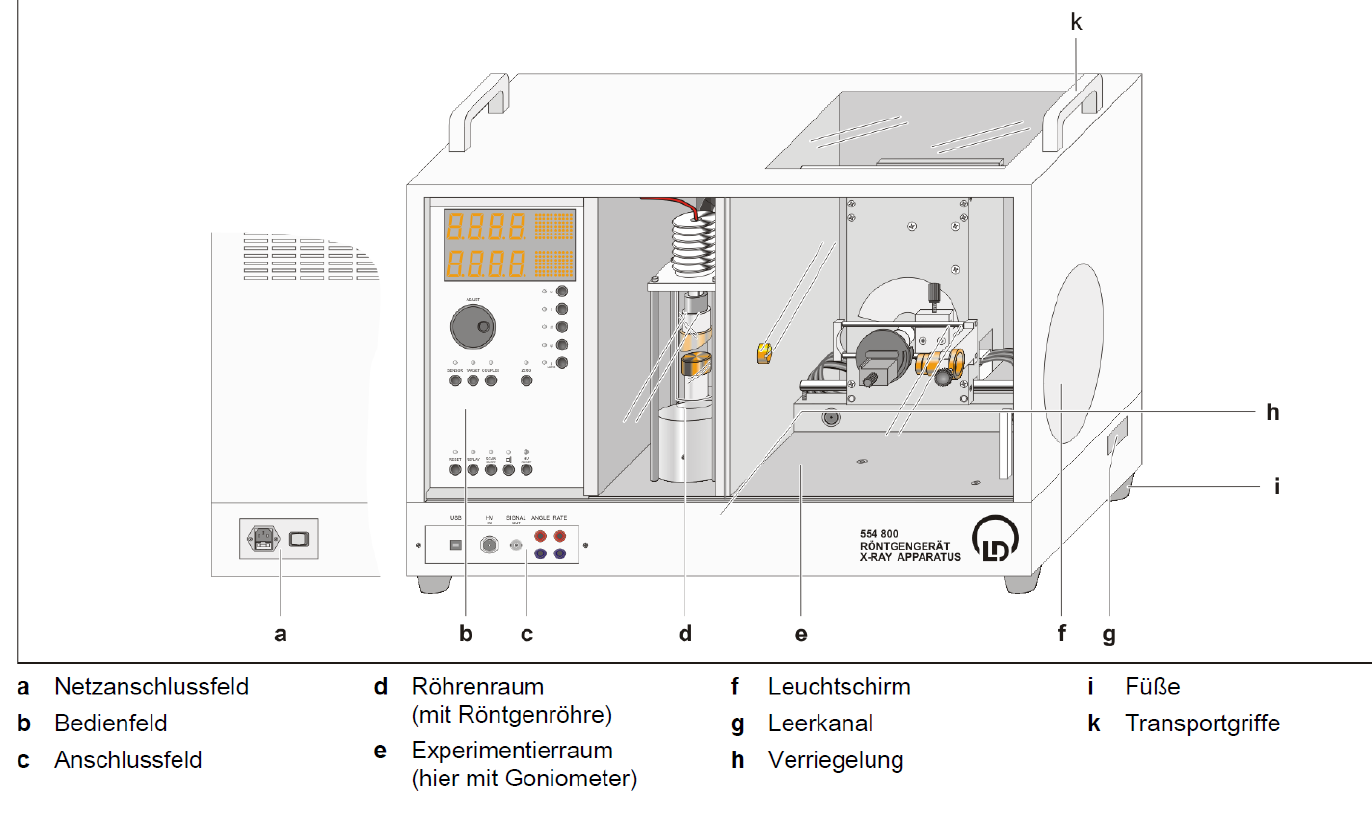 k
ADJUST
SENSOR TARGET COUPLED ZERO
RESET REPLAY SCAN
h
i
USB HV SIGNAL ANGLE RATE
554 800
RÖNTGENGERÄT
X-RAY APPARATUS
LD
a b c d e f g
a Netzanschlussfeld
b Bedienfeld
c Anschlussfeld
d Röhrenraum
(mit Röntgenröhre)
e Experimentierraum
(hier mit Goniometer)
f Leuchtschirm
g Leerkanal
h Verriegelung
i Füße
k Transportgriffe